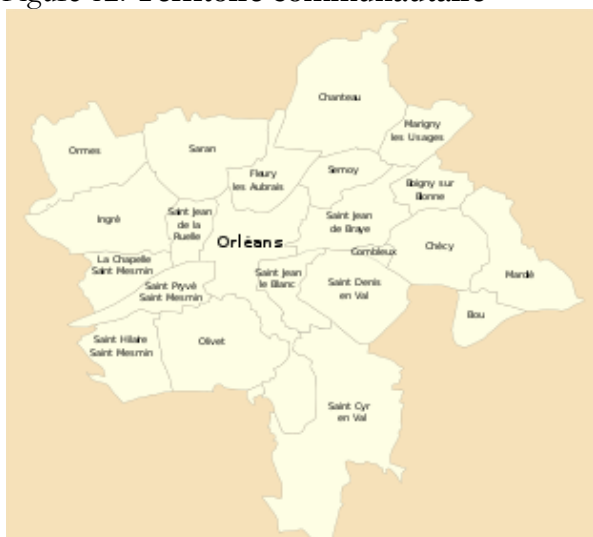 Figure 12: Territoire communautaire
Chanteau
Marigny
les Usages
Ormes
Saran
Fleury
les Aubrais
Semoy
Boigny sur
Bionne
Ingré
Saint Jean
de la
Ruelle
Saint Jean
de Braye
Orléans
Combleux
Chécy
La Chapelle
Saint Mesmin
Saint Jean
le Blanc
Mardié
Saint Pryvé
Saint Mesmin
Saint Denis
en Val
Bou
Saint Hilaire
Saint Mesmin
Olivet
Saint Cyr
en Val